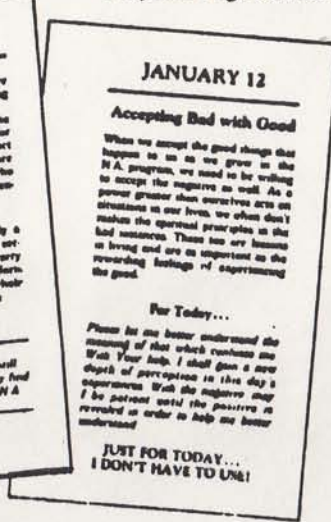 JANUARY 12
Accepting Bad with Good
When we accept the good things that
happen to us as we grow in the
N.A. program, we need to be willing
to accept the negative as well. As a
power greater than ourselves acts on
situations in our lives, we often don't
realize the spiritual principles in the
bad instances. These too are lessons
in living and are as important as the
rewarding feelings of experiencing
the good.
For Today...
Please let me better understand the
meaning of that which confuses me
With Your help, I shall gain a new
depth of perception in this day's
experiences. With the negative may
I be patient until the positive is
revealed in order to help me better
understand
JUST FOR TODAY...
I DON'T HAVE TO USE!